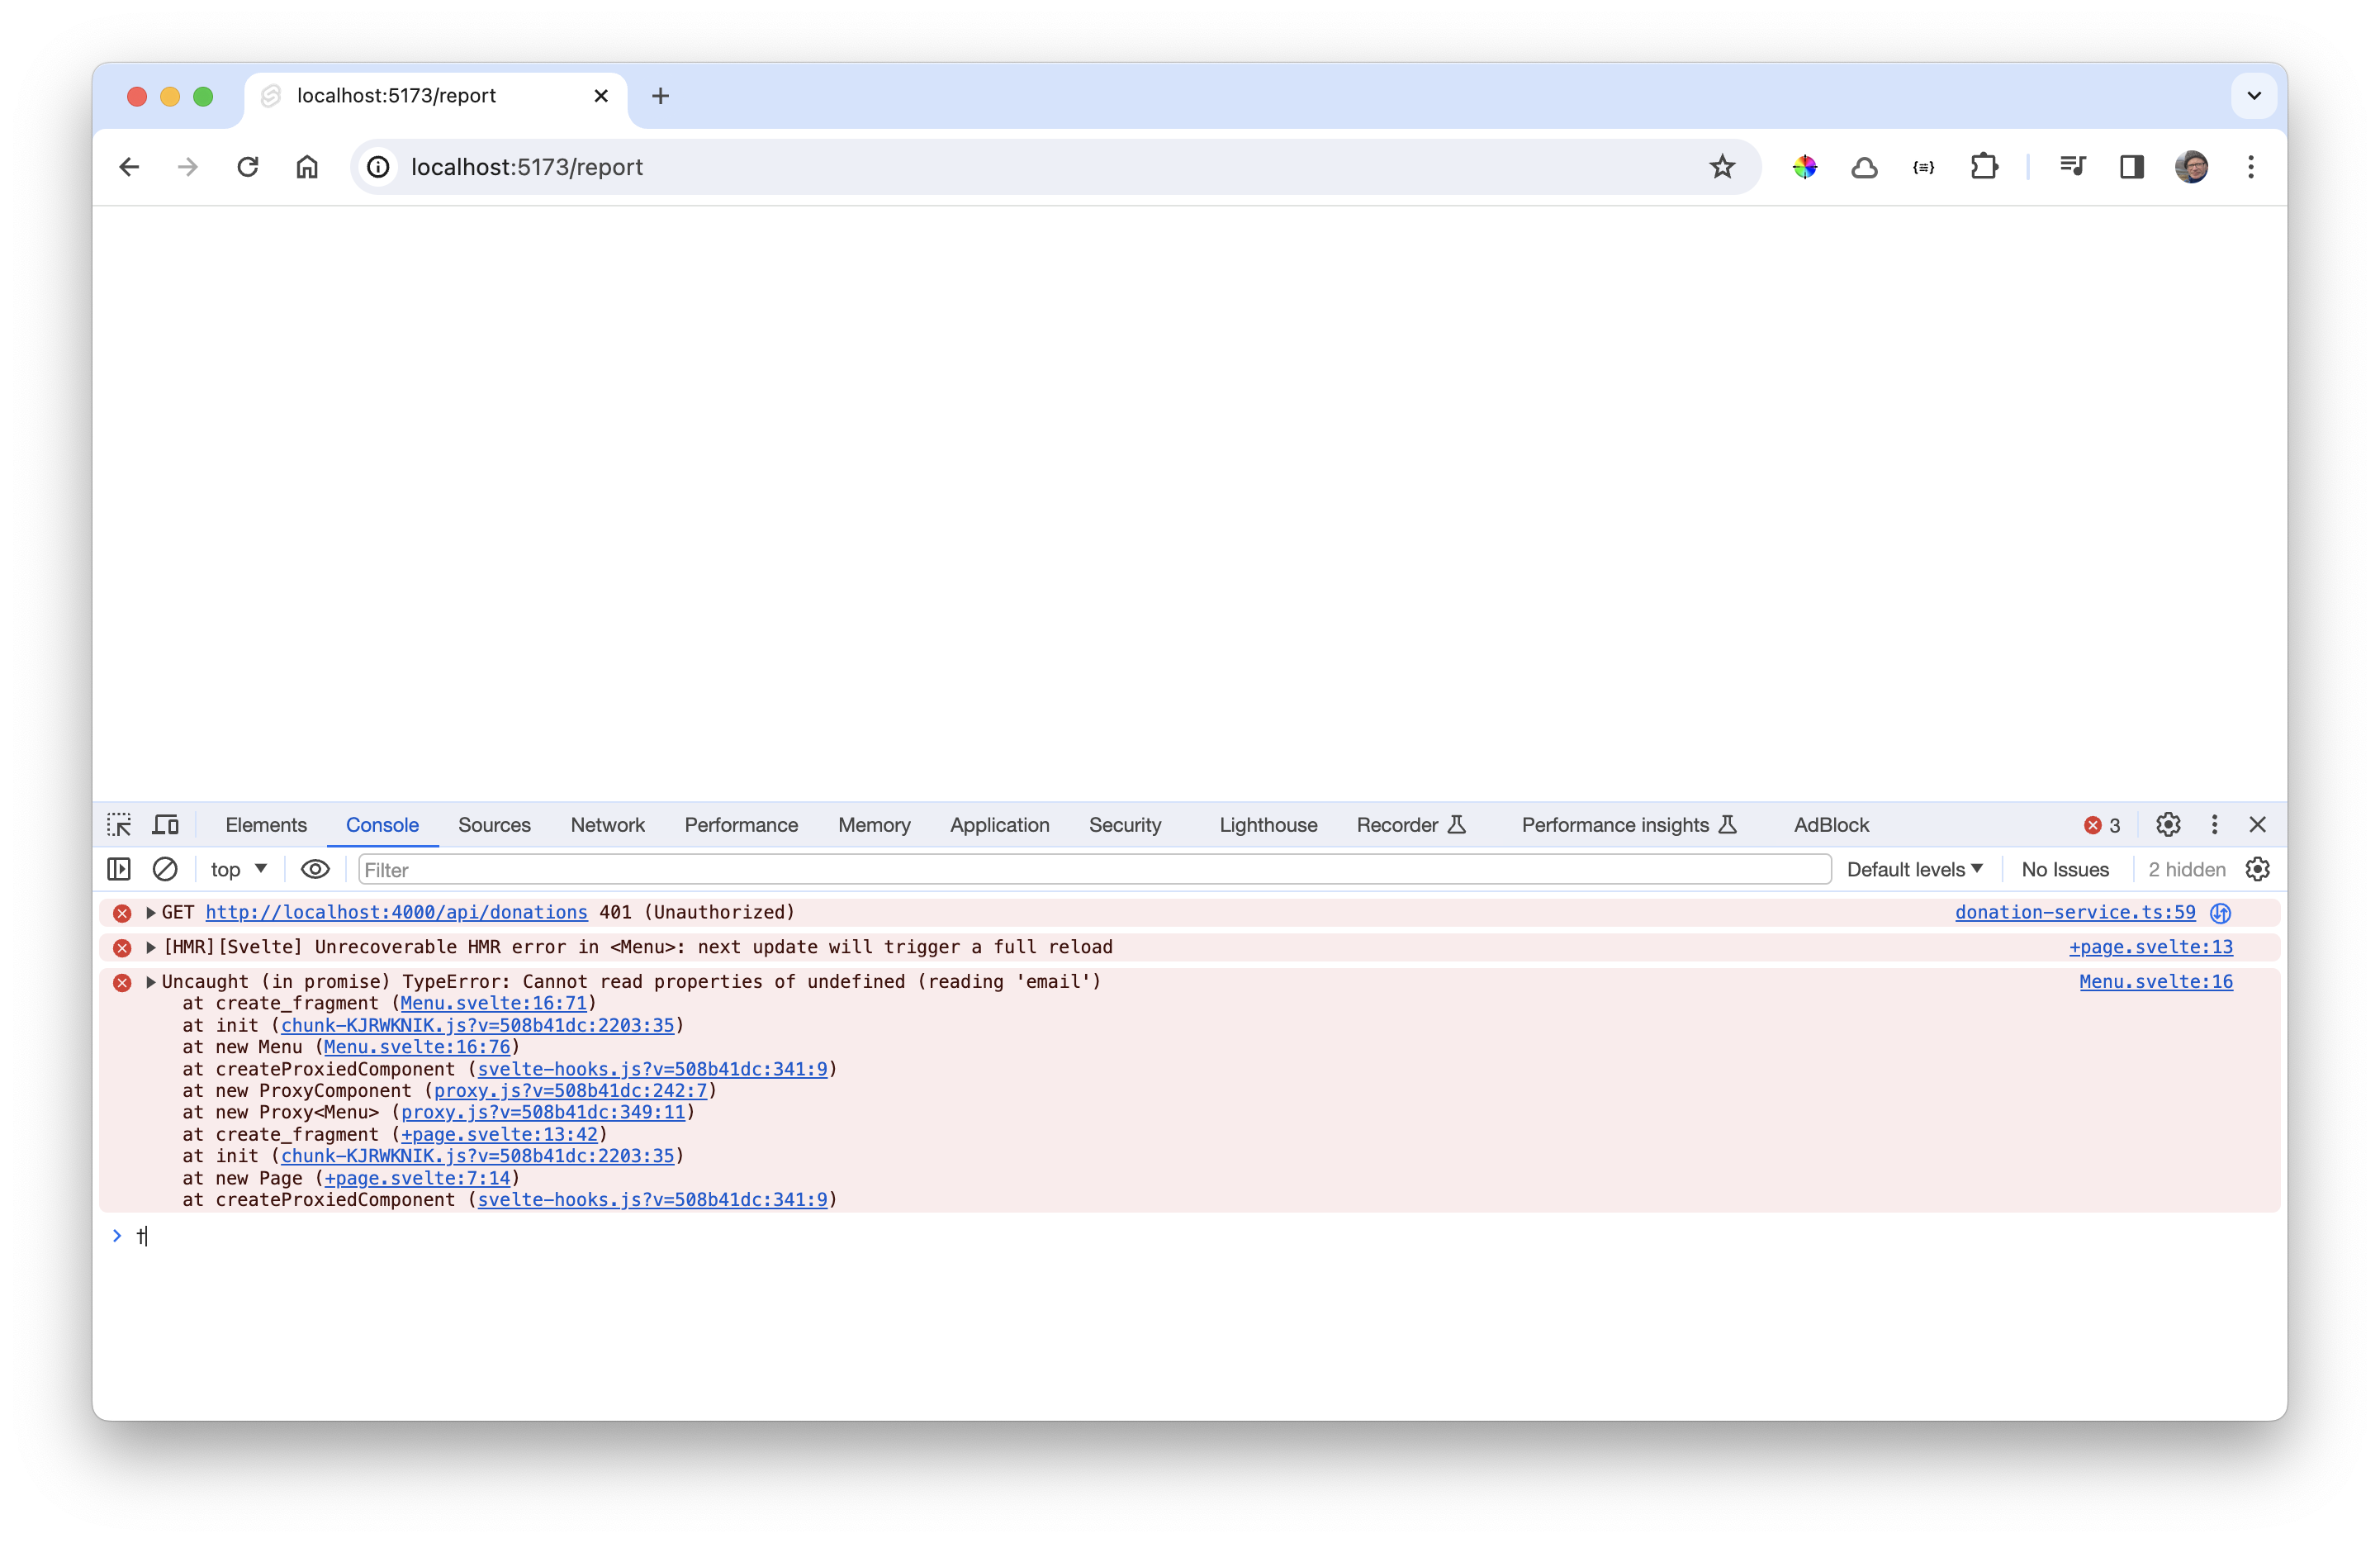 localhost:5173/report
localhost:5173/report
Elements Console Sources Network Performance Memory Application Security Lighthouse Recorder Performance insights AdBlock 3
top Filter Default levels No Issues 2 hidden
GET http://localhost:4000/api/donations 401 (Unauthorized) donation-service.ts:59
[HMR][Svelte] Unrecoverable HMR error in <Menu>: next update will trigger a full reload +page.svelte:13
Uncaught (in promise) TypeError: Cannot read properties of undefined (reading 'email') Menu.svelte:16
at create_fragment (Menu.svelte:16:71)
at init (chunk-KJRWKNIK.js?v=508b41dc:2203:35)
at new Menu (Menu.svelte:16:76)
at createProxiedComponent (svelte-hooks.js?v=508b41dc:341:9)
at new ProxyComponent (proxy.js?v=508b41dc:242:7)
at new Proxy<Menu> (proxy.js?v=508b41dc:349:11)
at create_fragment (+page.svelte:13:42)
at init (chunk-KJRWKNIK.js?v=508b41dc:2203:35)
at new Page (+page.svelte:7:14)
at createProxiedComponent (svelte-hooks.js?v=508b41dc:341:9)
> †